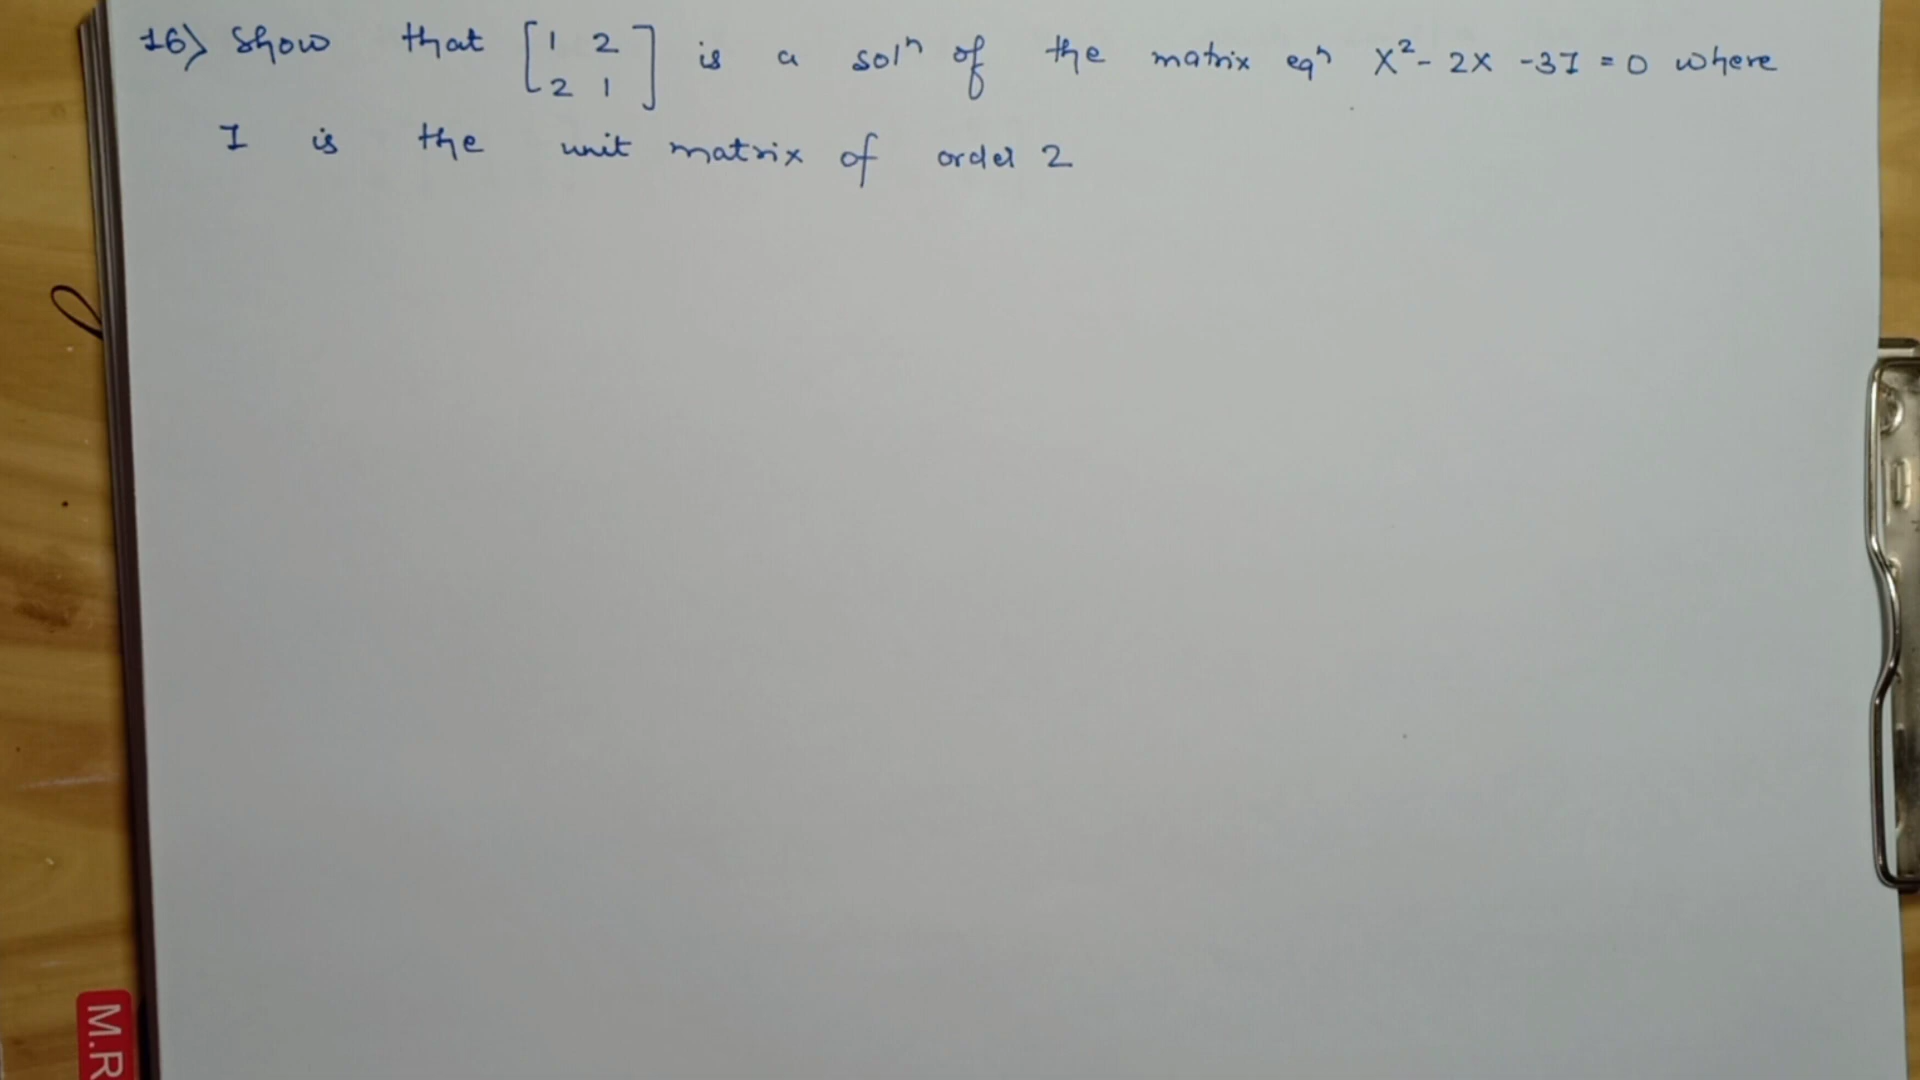 16) Show that [1 2
2 1] is a solⁿ of the matrix eqⁿ X² - 2X - 3I = 0 where
I is the unit matrix of order 2
M.R